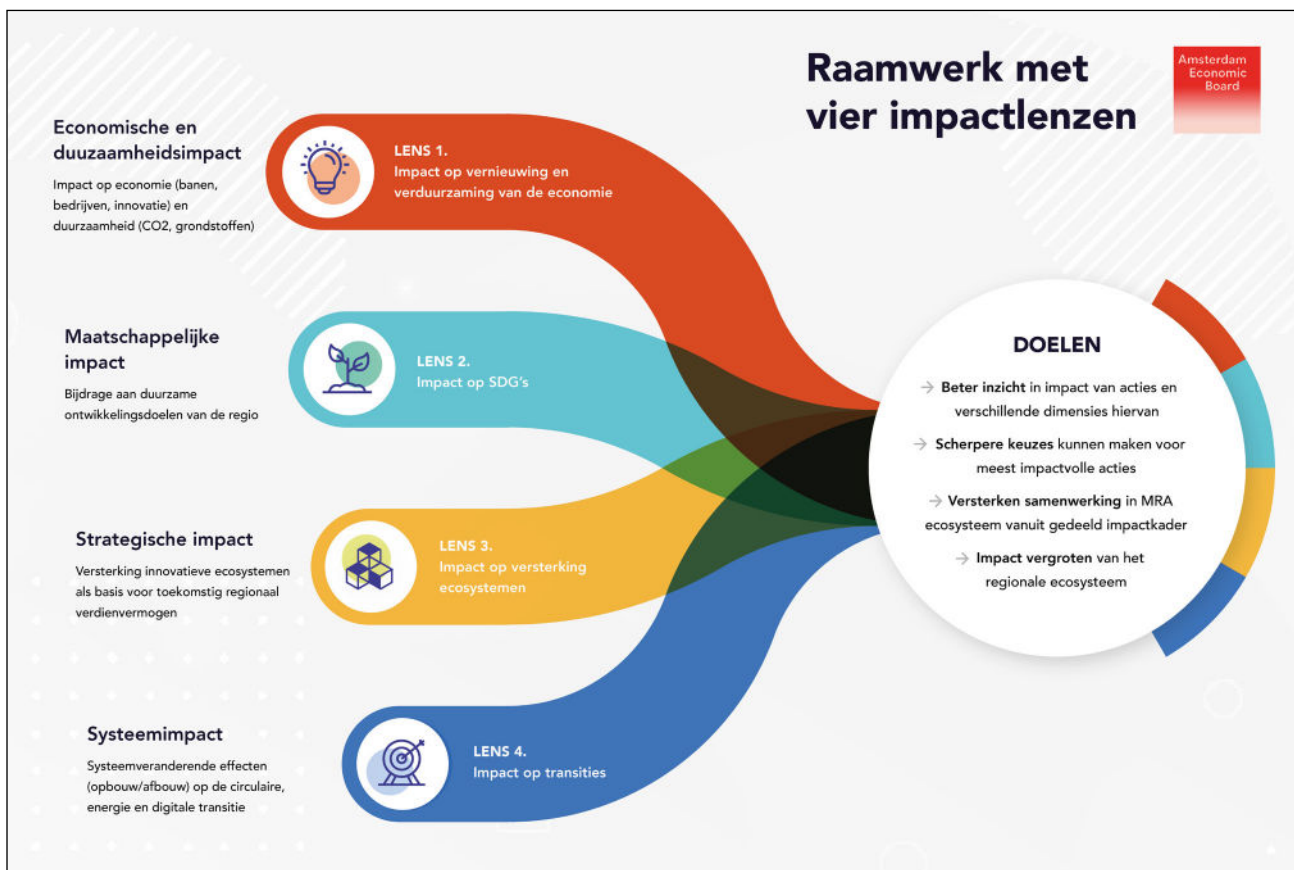 Raamwerk met
vier impactlenzen
Amsterdam
Economic
Board
Economische en
duuzaamheidsimpact
Impact op economie (banen,
bedrijven, innovatie) en
duurzaamheid (CO2, grondstoffen)
LENS 1.
Impact op vernieuwing en
verduurzaming van de economie
Maatschappelijke
impact
Bijdrage aan duurzame
ontwikkelingsdoelen van de regio
LENS 2.
Impact op SDG's
Strategische impact
Versterking innovatieve ecosystemen
als basis voor toekomstig regionaal
verdienvermogen
LENS 3.
Impact op versterking
ecosystemen
Systeemimpact
Systeemveranderende effecten
(opbouw/afbouw) op de circulaire,
energie en digitale transitie
LENS 4.
Impact op transities
DOELEN
→ Beter inzicht in impact van acties en
verschillende dimensies hiervan
→ Scherpere keuzes kunnen maken voor
meest impactvolle acties
→ Versterken samenwerking in MRA
ecosysteem vanuit gedeeld impactkader
→ Impact vergroten van het
regionale ecosysteem